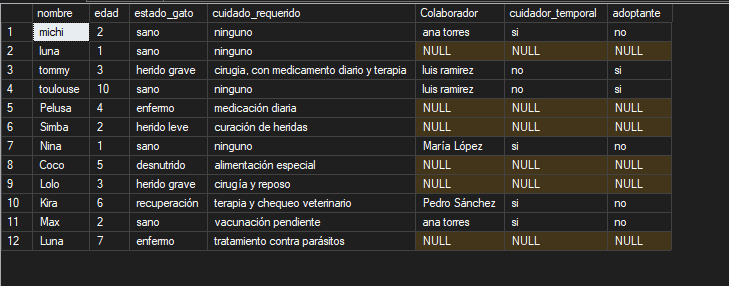 nombre edad estado_gato cuidado_requerido Colaborador cuidador_temporal adoptante
1 michi 2 sano ninguno ana torres si no
2 luna 1 sano ninguno NULL NULL NULL
3 tommy 3 herido grave cirugia, con medicamento diario y terapia luis ramirez no si
4 toulouse 10 sano ninguno luis ramirez no si
5 Pelusa 4 enfermo medicación diaria NULL NULL NULL
6 Simba 2 herido leve curación de heridas NULL NULL NULL
7 Nina 1 sano ninguno María López si no
8 Coco 5 desnutrido alimentación especial NULL NULL NULL
9 Lolo 3 herido grave cirugía y reposo NULL NULL NULL
10 Kira 6 recuperación terapia y chequeo veterinario Pedro Sánchez si no
11 Max 2 sano vacunación pendiente ana torres si no
12 Luna 7 enfermo tratamiento contra parásitos NULL NULL NULL